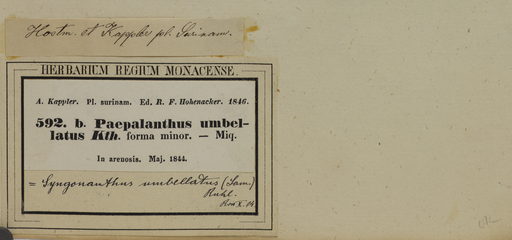 Hostm. et Kappler pl. Surinam.
HERBARIUM REGIUM MONACENSE.
A. Kappler. Pl. surinam. Ed. R. F. Hohenacker. 1846.
592. b. Paepalanthus umbel-
latus Kth. forma minor. — Miq.
In arenosis. Maj. 1844.
= Syngonanthus umbellatus (Lam.)
Ruhl.
X. 04